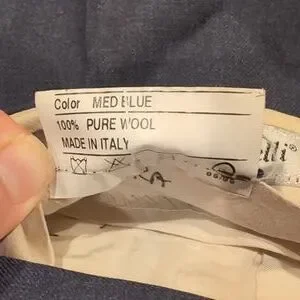 Color MED BLUE
100% PURE WOOL
MADE IN ITALY